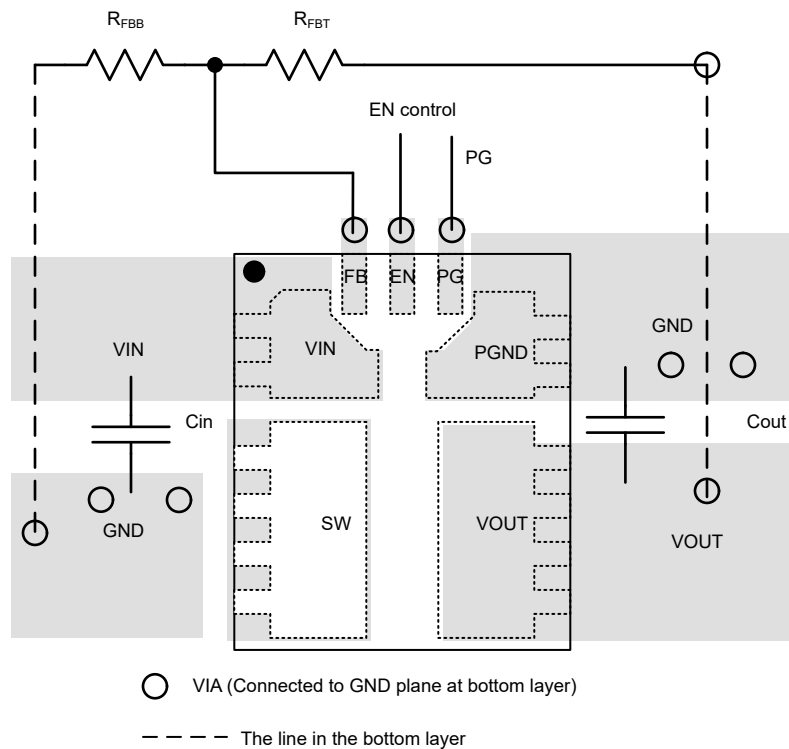 RFBB
RFBT
EN control
PG
FB
EN
PG
GND
VIN
VIN
PGND
Cin
Cout
SW
VOUT
GND
VOUT
VIA (Connected to GND plane at bottom layer)
The line in the bottom layer